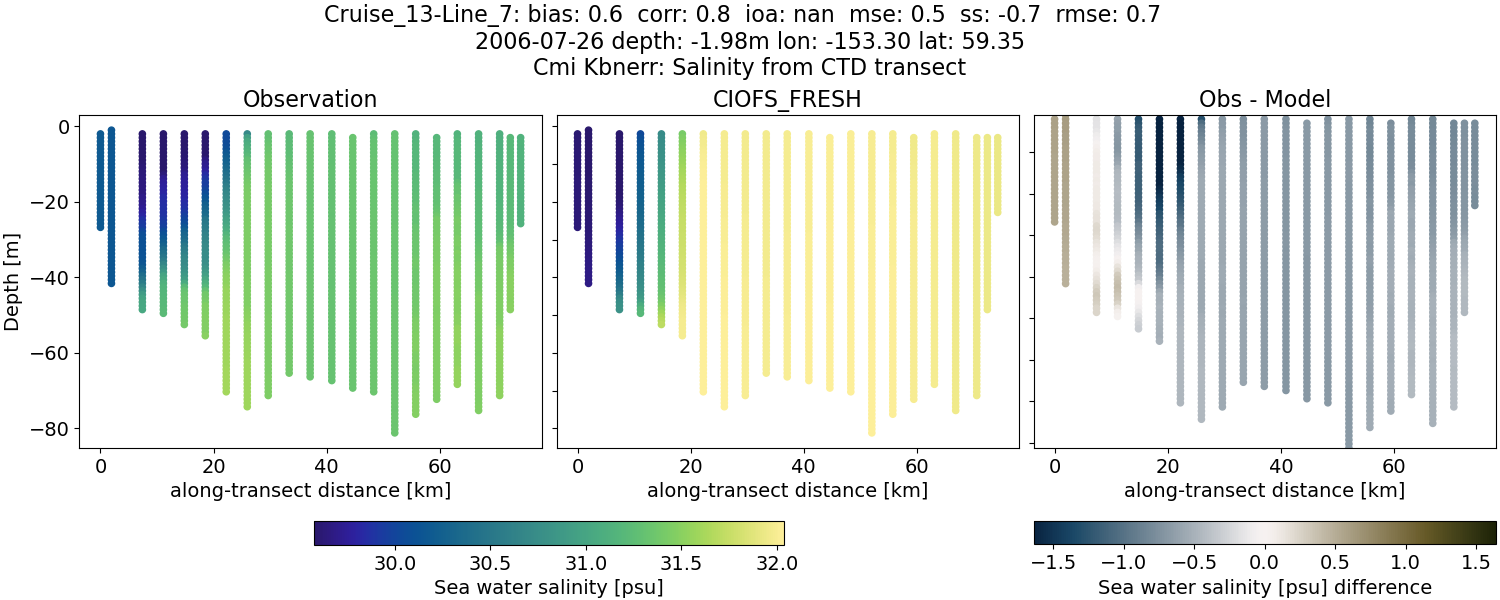 Cruise_13-Line_7: bias: 0.6  corr: 0.8  ioa: nan  mse: 0.5  ss: -0.7  rmse: 0.7
2006-07-26 depth: -1.98m lon: -153.30 lat: 59.35
Cmi Kbnerr: Salinity from CTD transect
Observation
CIOFS_FRESH
Obs - Model
Depth [m]
0
−20
−40
−60
−80
0 20 40 60
0 20 40 60
0 20 40 60
along-transect distance [km]
along-transect distance [km]
along-transect distance [km]
30.0 30.5 31.0 31.5 32.0
Sea water salinity [psu]
−1.5 −1.0 −0.5 0.0 0.5 1.0 1.5
Sea water salinity [psu] difference